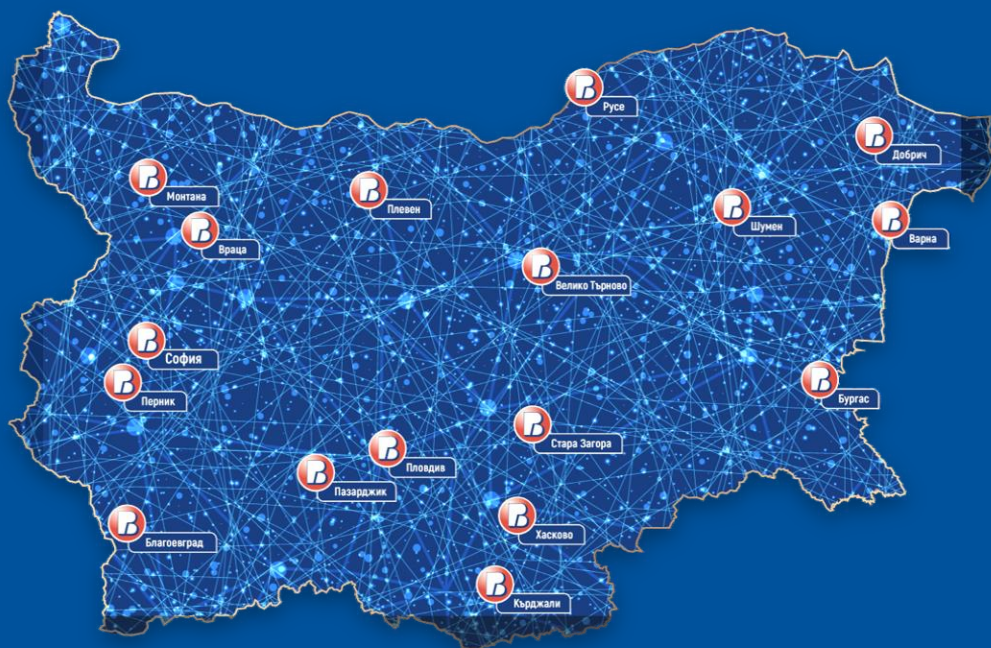 Русе
Добрич
Монтана
Плевен
Шумен
Враца
Варна
Велико Търново
София
Перник
Бургас
Стара Загора
Пловдив
Пазарджик
Хасково
Благоевград
Кърджали